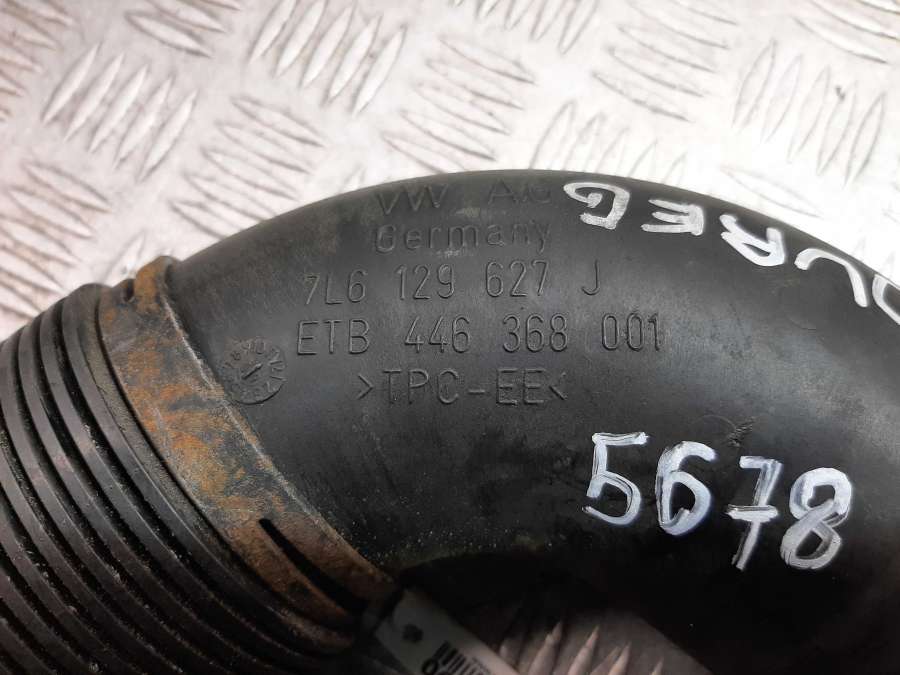 VW AG
Germany
7L6 129 627 J
ETB 446 368 001
>TPC-EE<
5678